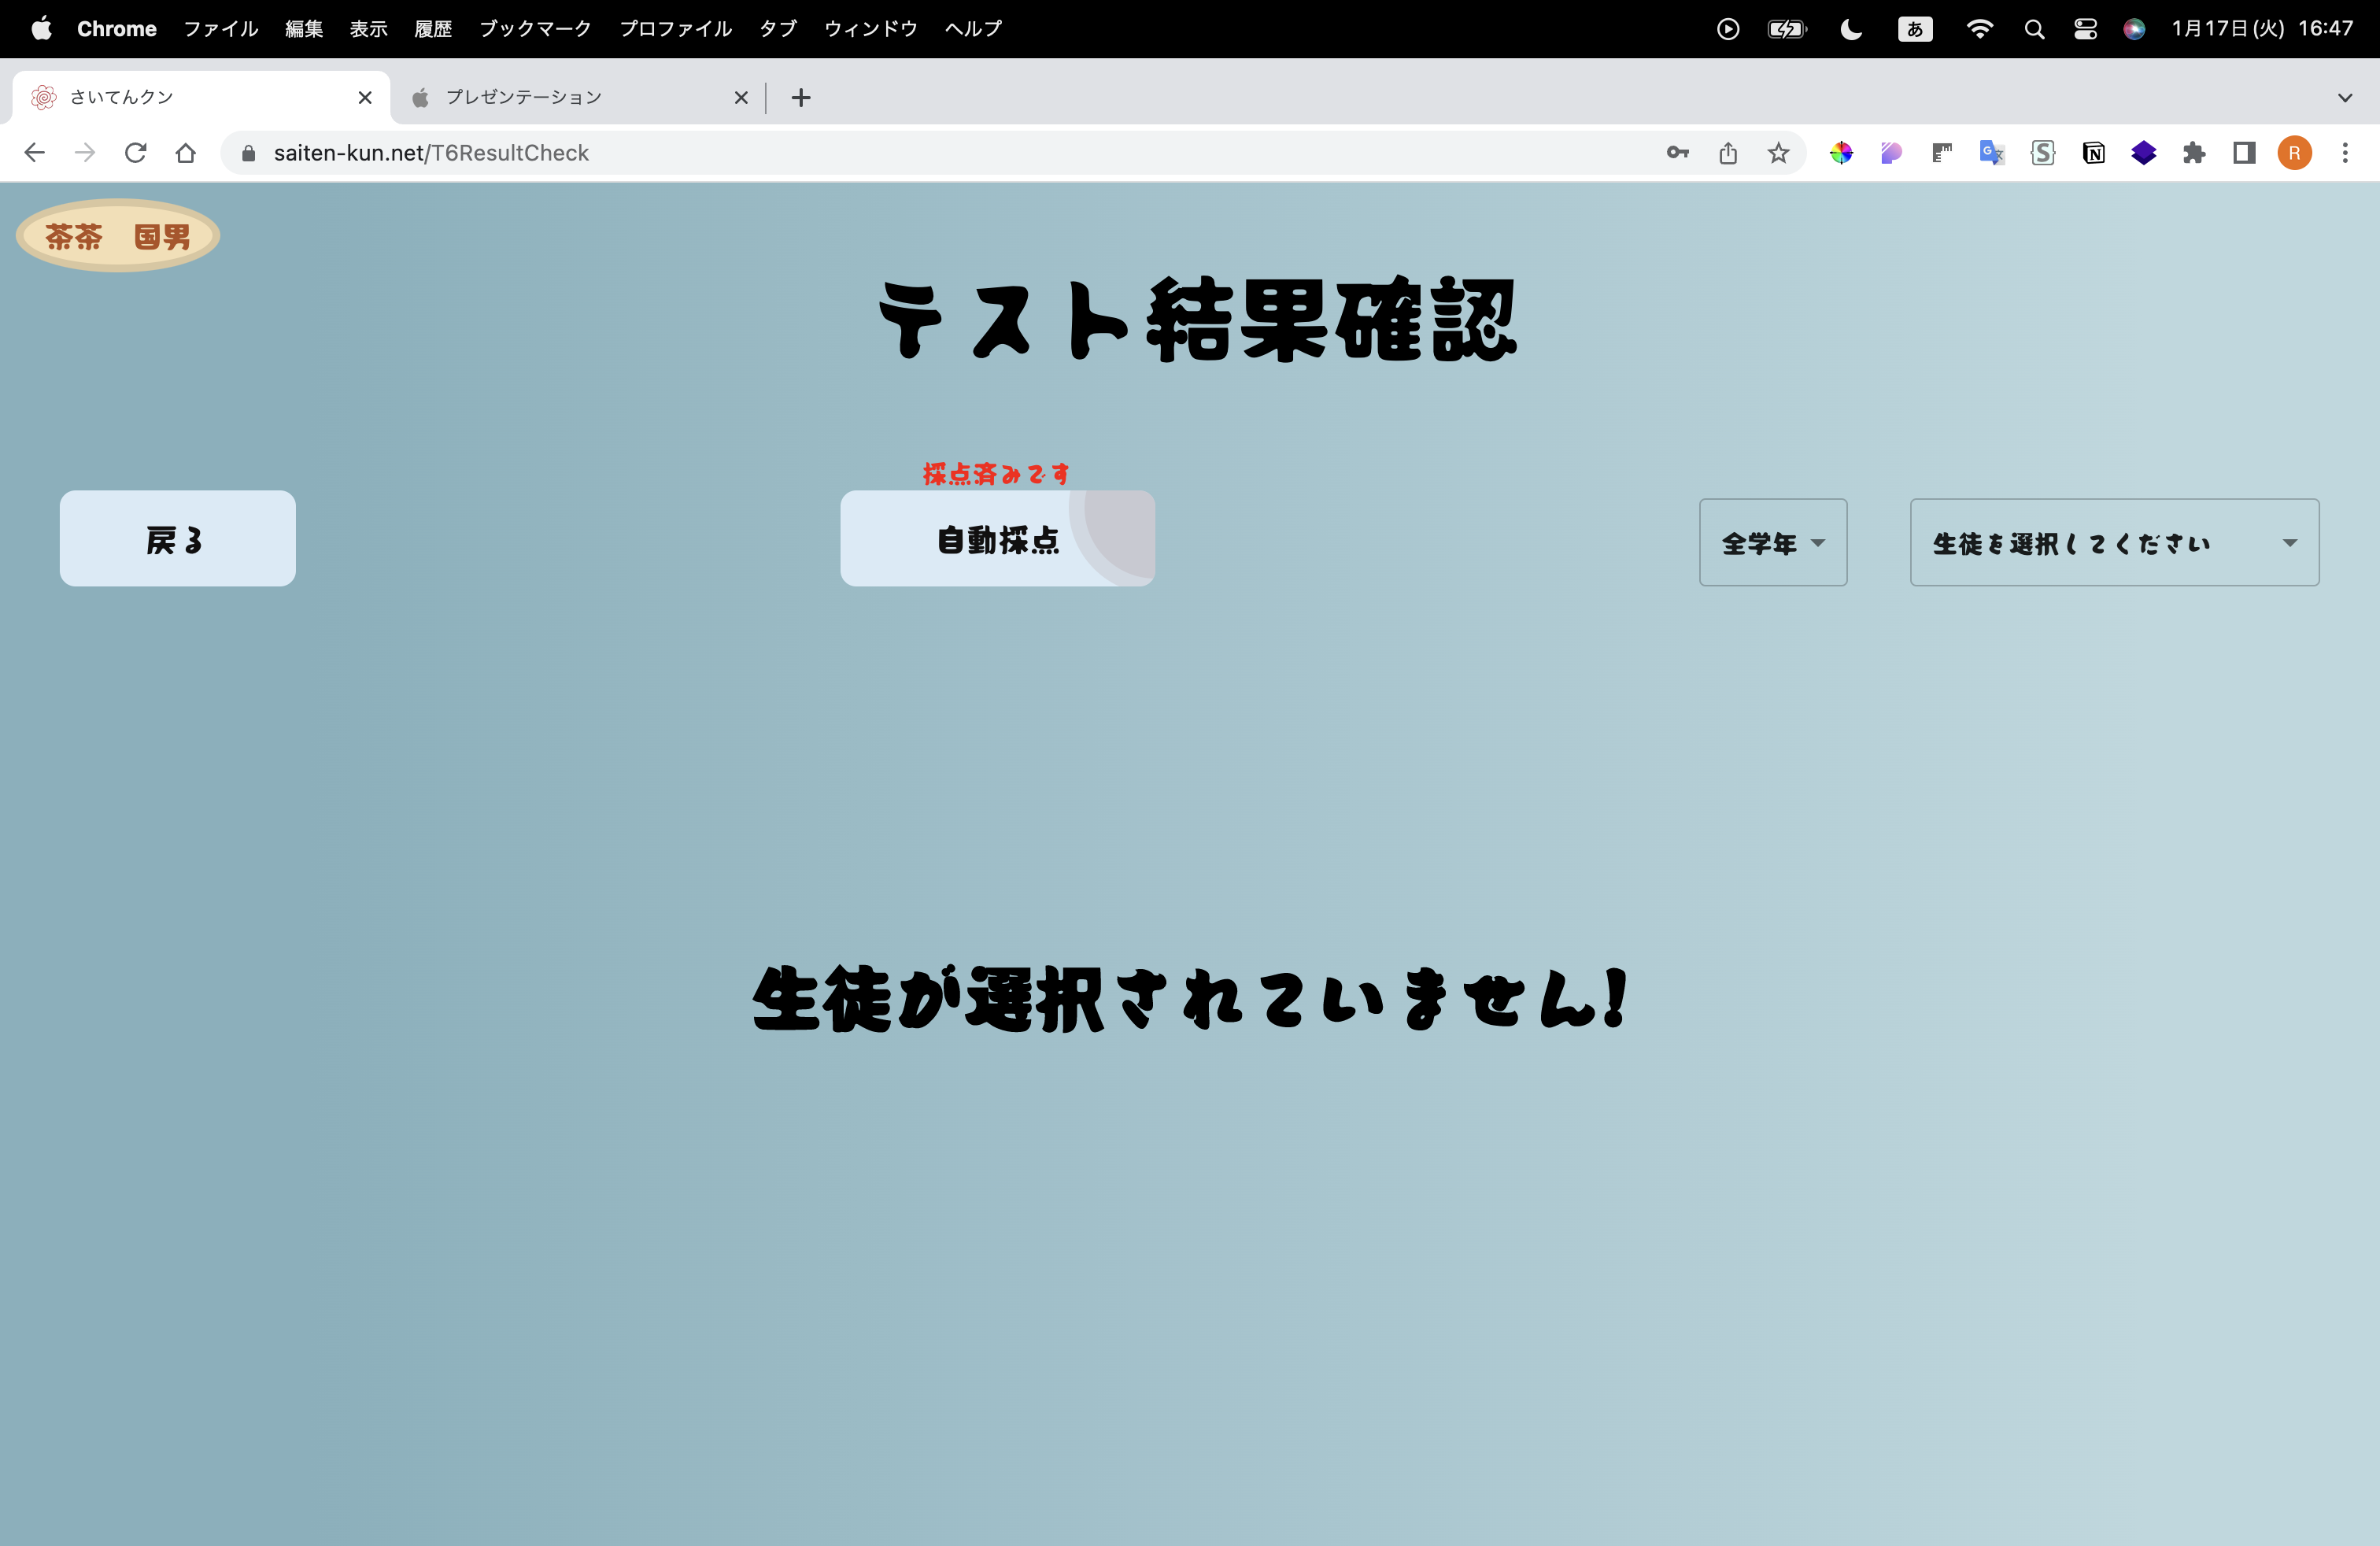 Chrome ファイル 編集 表示 履歴 ブックマーク プロファイル タブ ウィンドウ ヘルプ あ 1月17日(火) 16:47
さいてんクン プレゼンテーション
saiten-kun.net/T6ResultCheck R
茶茶 国男
テスト結果確認
採点済みです
戻る 自動採点 全学年 生徒を選択してください
生徒が選択されていません!